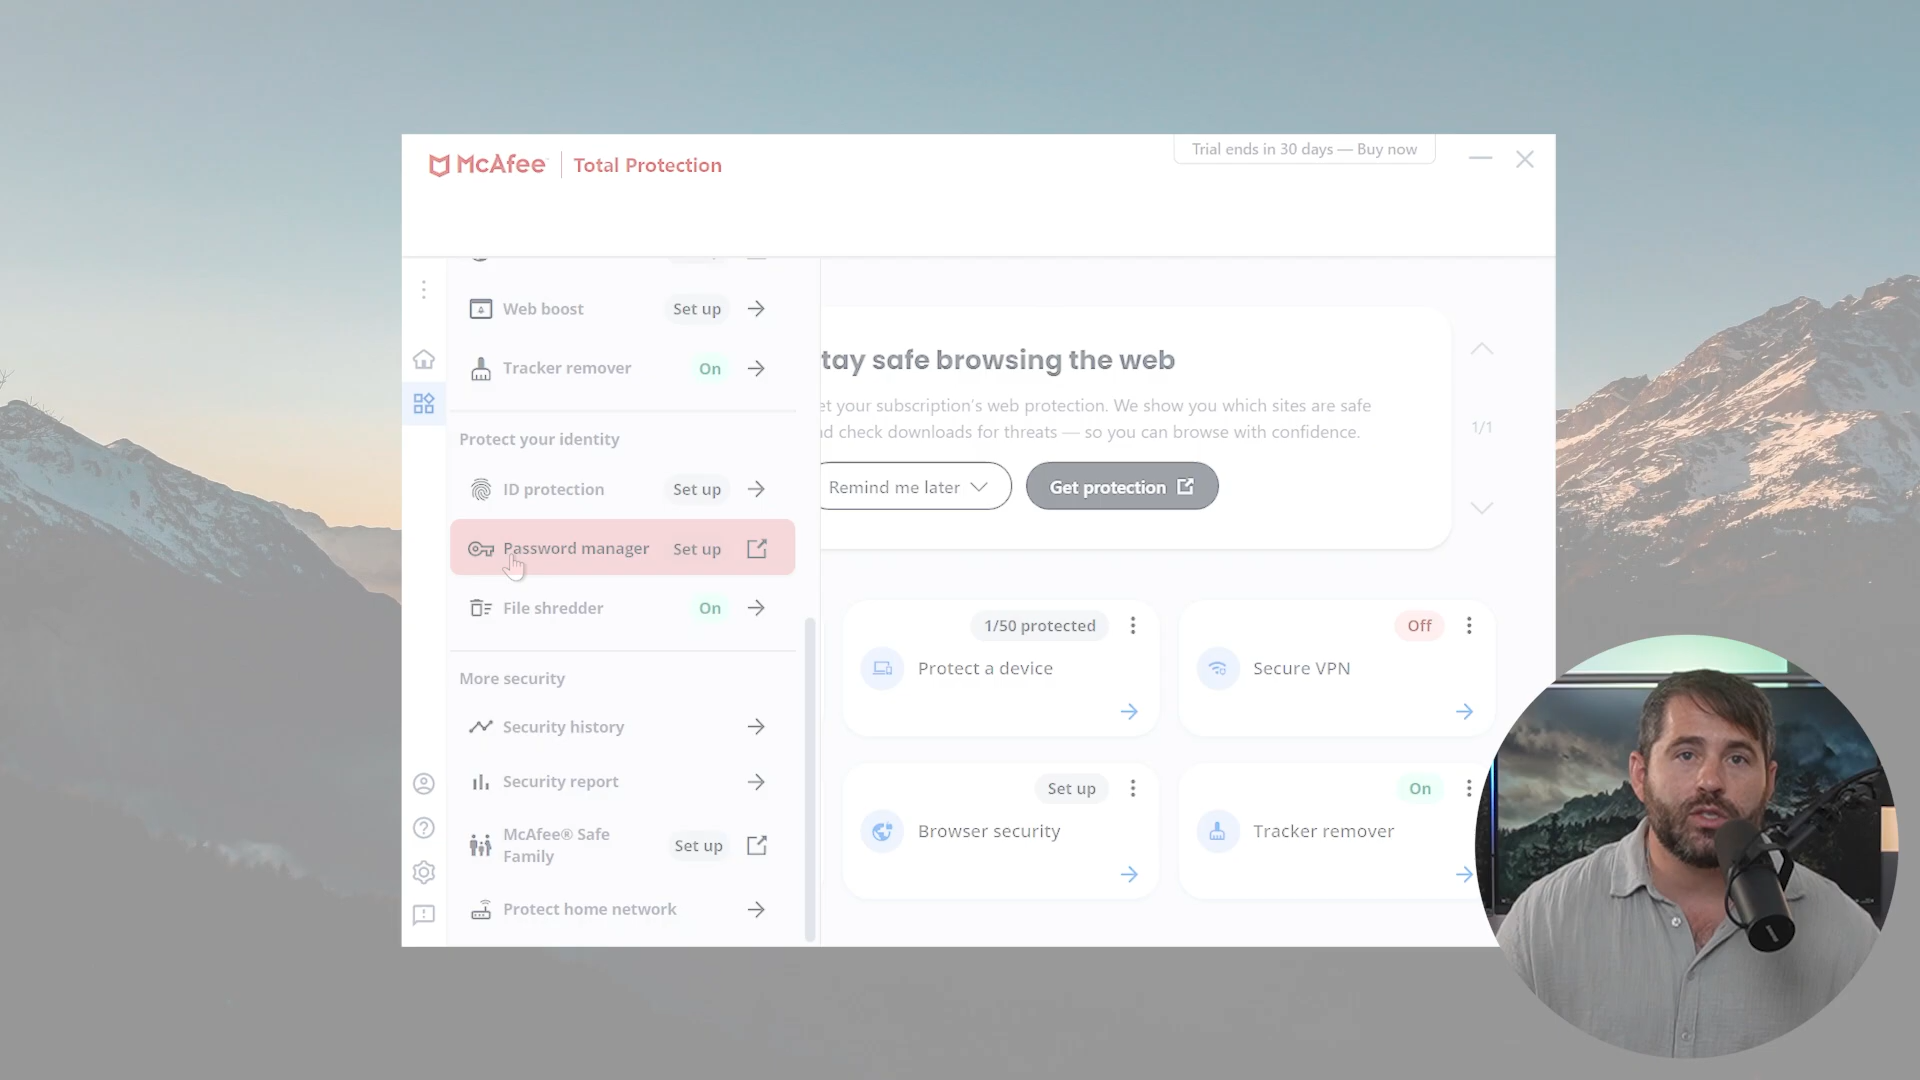 McAfee
Total Protection
Trial ends in 30 days — Buy now
Web boost
Set up
Tracker remover
On
Protect your identity
ID protection
Set up
Password manager
Set up
File shredder
On
More security
Security history
Security report
McAfee® Safe
Family
Set up
Protect home network
tay safe browsing the web
et your subscription's web protection. We show you which sites are safe
d check downloads for threats — so you can browse with confidence.
Remind me later
Get protection
1/1
1/50 protected
Protect a device
Off
Secure VPN
Set up
Browser security
On
Tracker remover